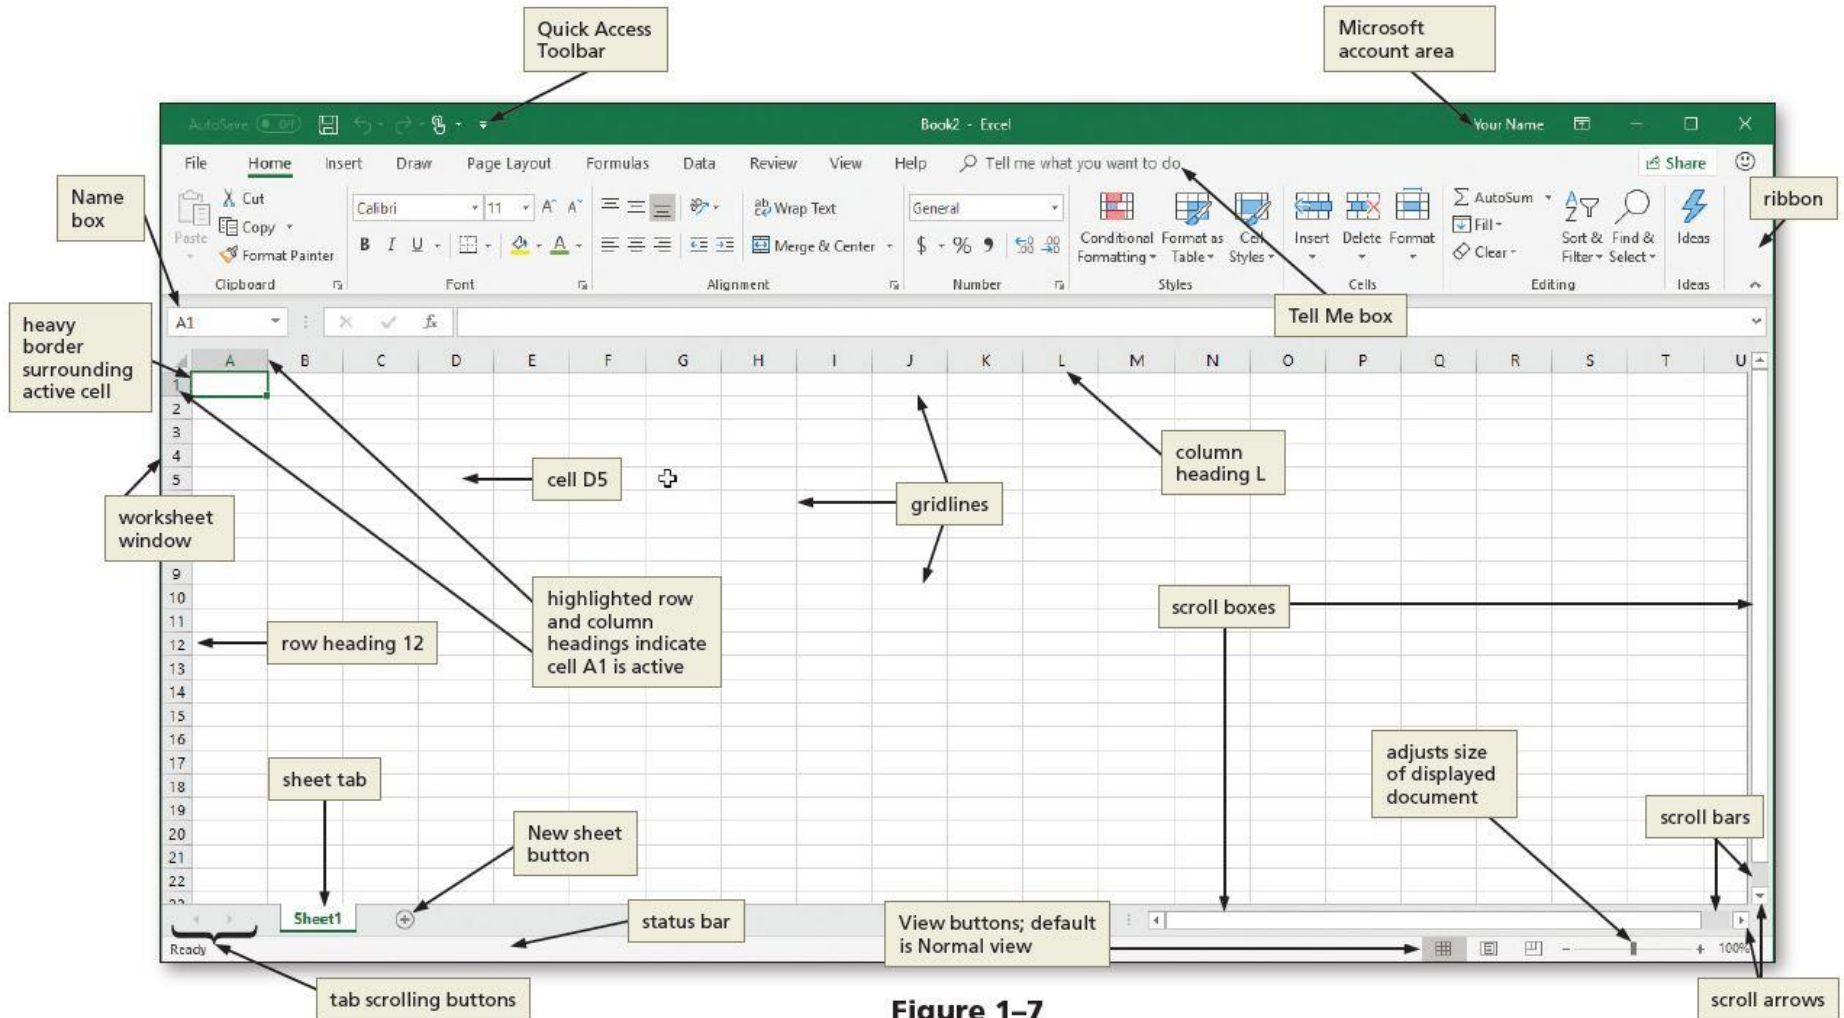 Quick Access
Toolbar
Microsoft
account area
AutoSave Off
Book2 - Excel
Your Name
File Home Insert Draw Page Layout Formulas Data Review View Help Tell me what you want to do
Share
Name
box
Cut
Copy
Format Painter
Paste
Clipboard
Calibri 11
B I U
Font
Wrap Text
Merge & Center
Alignment
General
$ % 9
Number
Conditional
Formatting
Format as
Table
Cell
Styles
Styles
Insert Delete Format
Cells
AutoSum
Fill
Clear
Sort &
Filter
Find &
Select
Editing
Ideas
Ideas
ribbon
Tell Me box
A1
fx
heavy
border
surrounding
active cell
A B C D E F G H I J K L M N O P Q R S T U
1
2
3
4
5
9
10
11
12
13
14
15
16
17
18
19
20
21
22
23
column
heading L
cell D5
gridlines
worksheet
window
highlighted row
and column
headings indicate
cell A1 is active
scroll boxes
row heading 12
adjusts size
of displayed
document
sheet tab
scroll bars
New sheet
button
Sheet1
status bar
View buttons; default
is Normal view
Ready
100%
tab scrolling buttons
scroll arrows
Figure 1–7